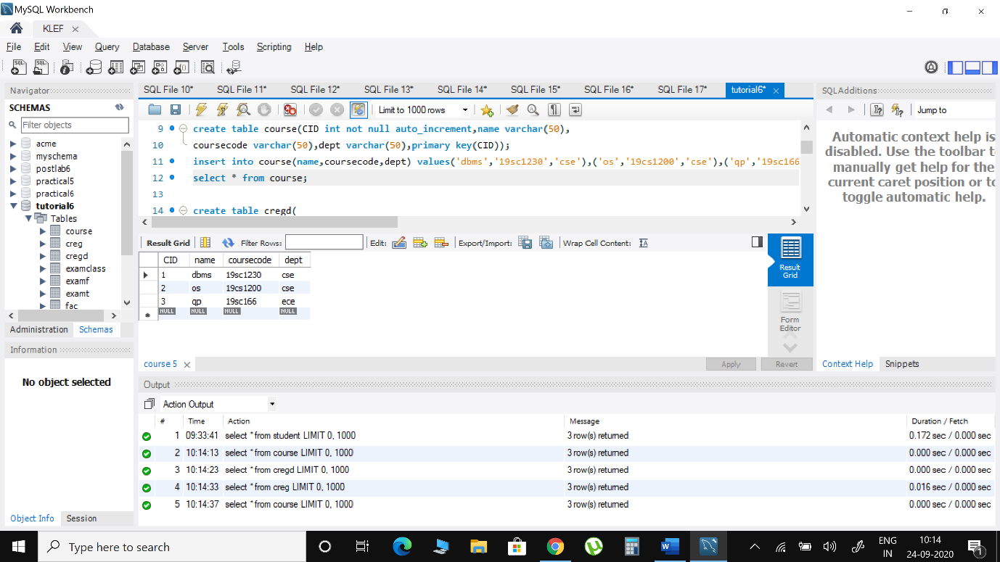 MySQL Workbench
KLEF
File Edit View Query Database Server Tools Scripting Help
Navigator
SCHEMAS
Filter objects
acme
myschema
postlab6
practical5
practical6
tutorial6
Tables
course
creg
cregd
examclass
examf
examt
fac
Administration Schemas
Information
No object selected
Object Info Session
SQL File 10* SQL File 11* SQL File 12* SQL File 13* SQL File 14* SQL File 15* SQL File 16* SQL File 17* tutorial6*
Limit to 1000 rows
9 create table course(CID int not null auto_increment,name varchar(50),
10 coursecode varchar(50),dept varchar(50),primary key(CID));
11 insert into course(name,coursecode,dept) values('dbms','19sc1230','cse'),('os','19cs1200','cse'),('qp','19sc166
12 select * from course;
13
14 create table cregd(
Result Grid Filter Rows: Edit: Export/Import: Wrap Cell Content:
CID name coursecode dept
1 dbms 19sc1230 cse
2 os 19cs1200 cse
3 qp 19sc166 ece
NULL NULL NULL NULL
Result
Grid
Form
Editor
course 5
Apply Revert
Output
Action Output
# Time Action Message Duration / Fetch
1 09:33:41 select * from student LIMIT 0, 1000 3 row(s) returned 0.172 sec / 0.000 sec
2 10:14:13 select * from course LIMIT 0, 1000 3 row(s) returned 0.000 sec / 0.000 sec
3 10:14:23 select * from cregd LIMIT 0, 1000 3 row(s) returned 0.000 sec / 0.000 sec
4 10:14:33 select * from creg LIMIT 0, 1000 3 row(s) returned 0.016 sec / 0.000 sec
5 10:14:37 select * from course LIMIT 0, 1000 3 row(s) returned 0.000 sec / 0.000 sec
SQLAdditions
Jump to
Automatic context help is
disabled. Use the toolbar t
manually get help for the
current caret position or to
toggle automatic help.
Context Help Snippets
Type here to search
ENG
IN
10:14
24-09-2020
1